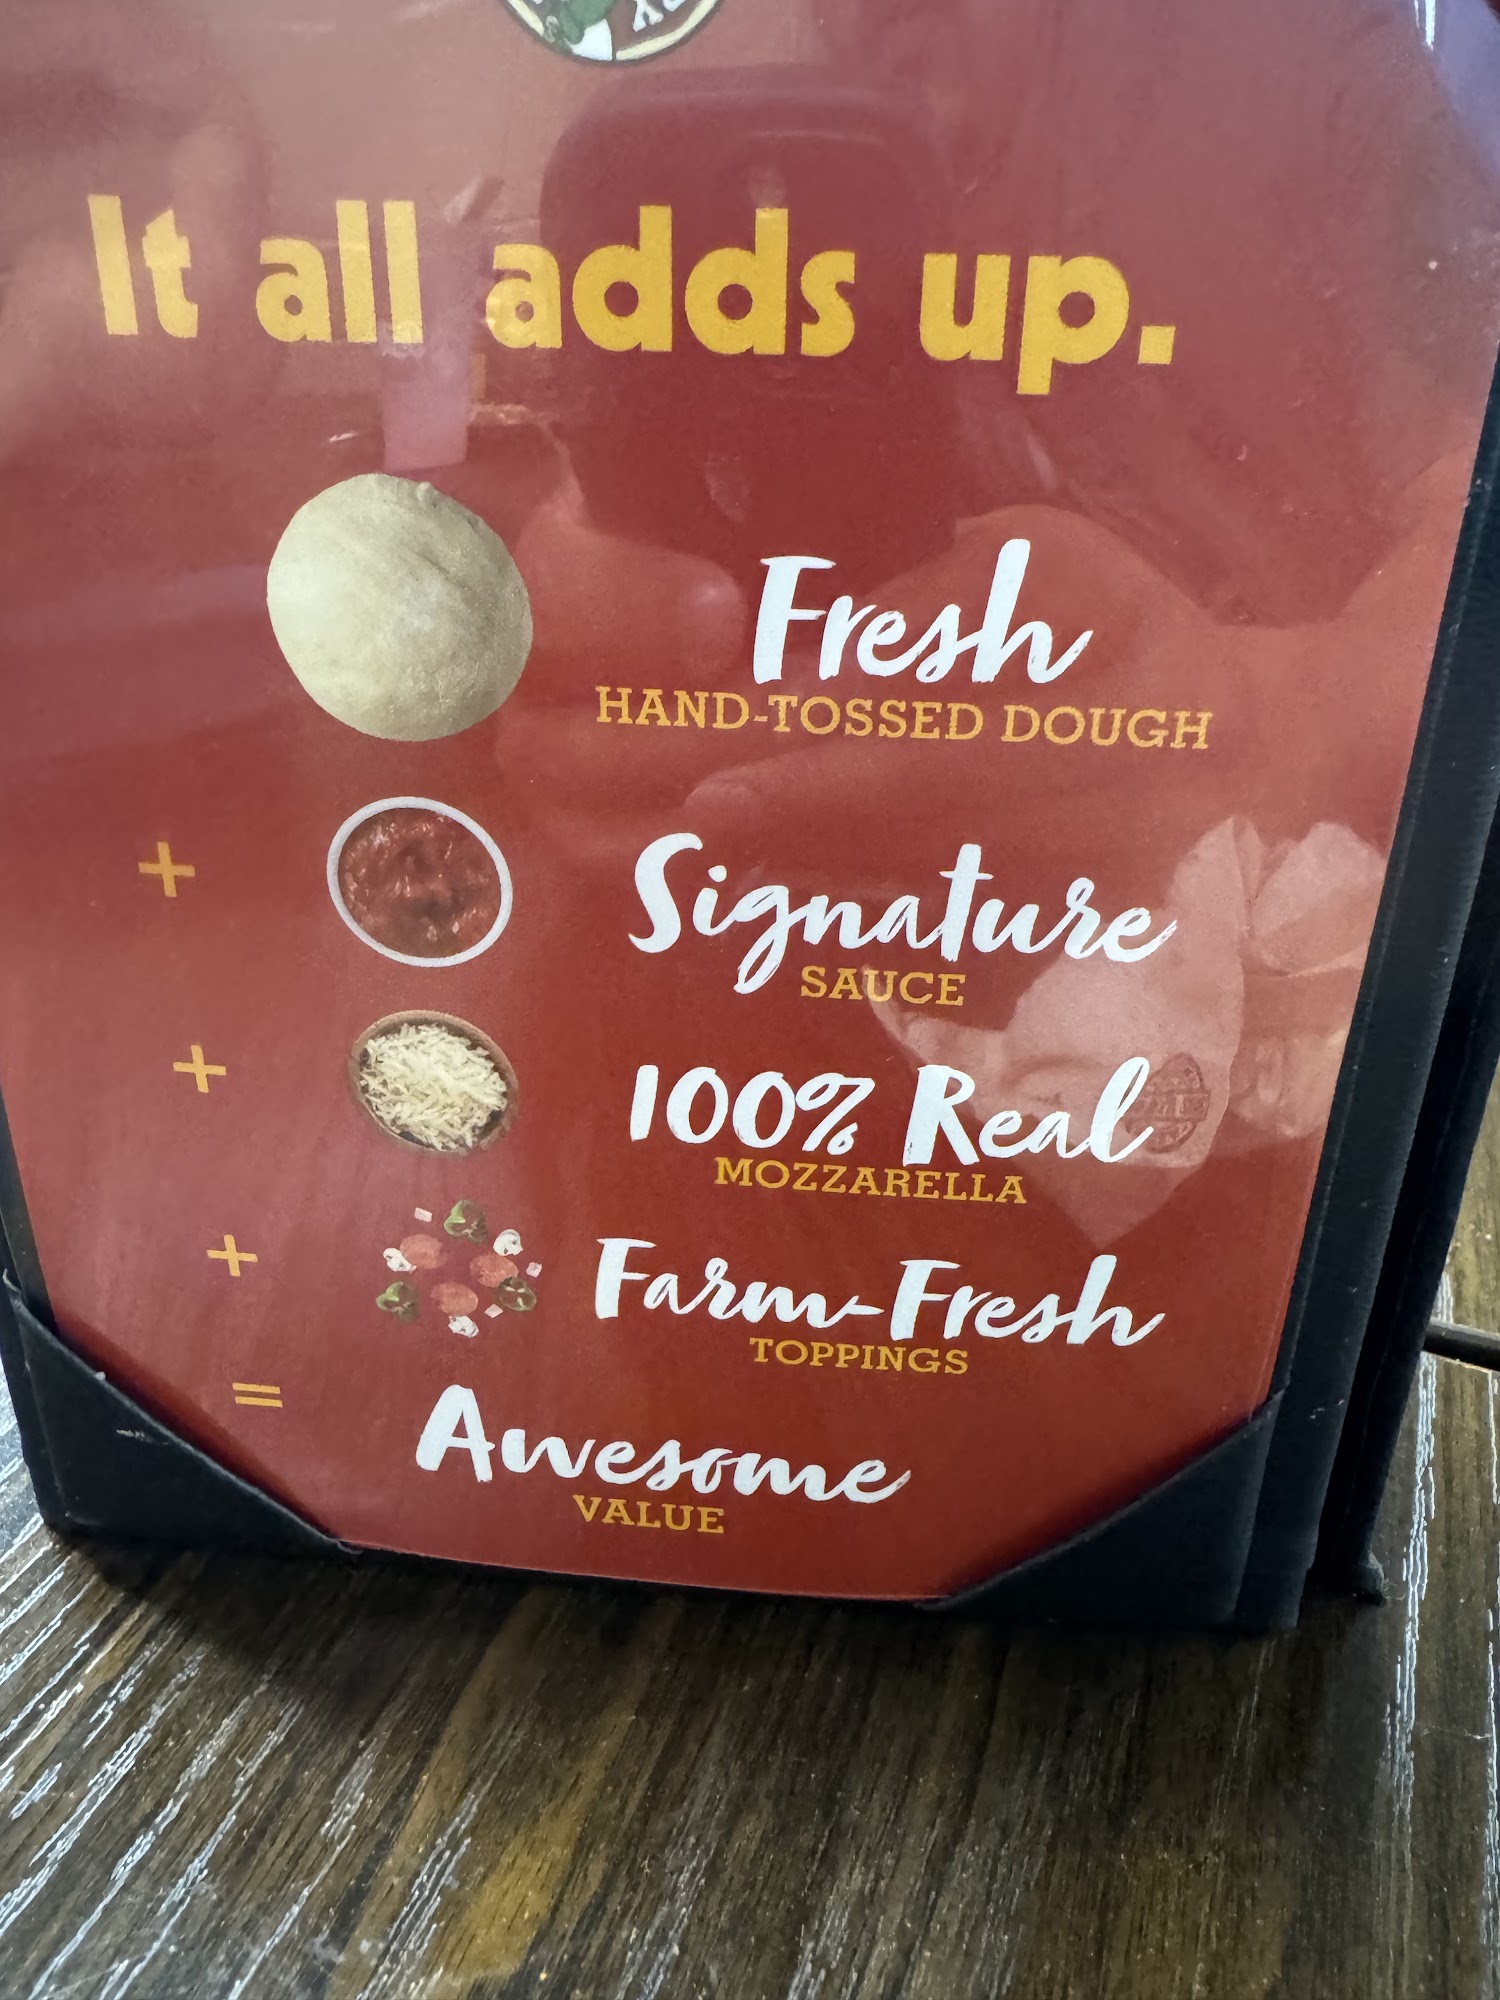 It all adds up.
Fresh
HAND-TOSSED DOUGH
+
Signature
SAUCE
+
100% Real
MOZZARELLA
+
Farm-Fresh
TOPPINGS
=
Awesome
VALUE